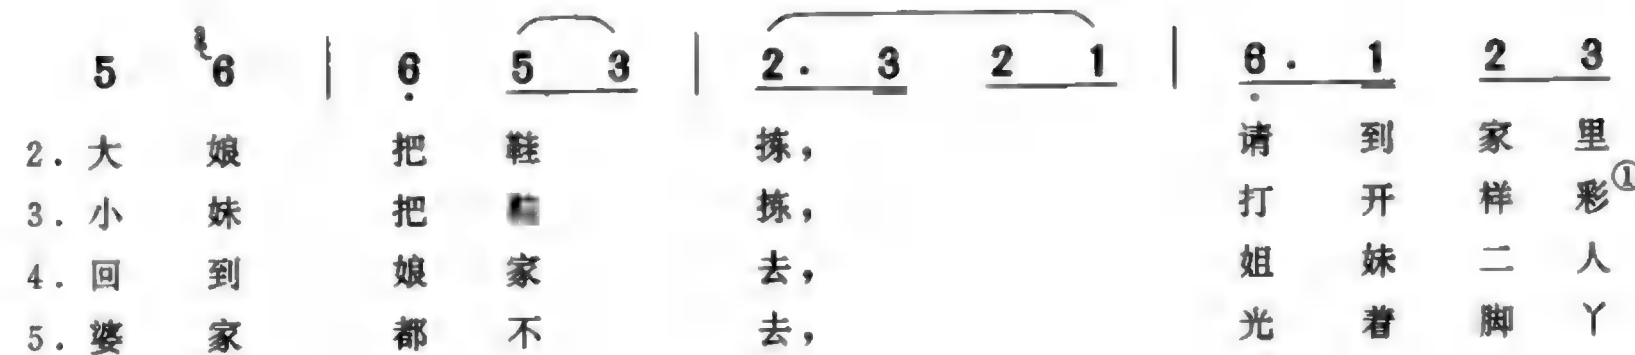 5 6 | 6 5 3 | 2 . 3 2 1 | 6 . 1 2 3
2. 大 娘 把 鞋 拣， 请 到 家 里
3. 小 妹 把 拣， 打 开 样 彩①
4. 回 到 娘 家 去， 姐 妹 二 人
5. 婆 家 都 不 去， 光 着 脚 丫